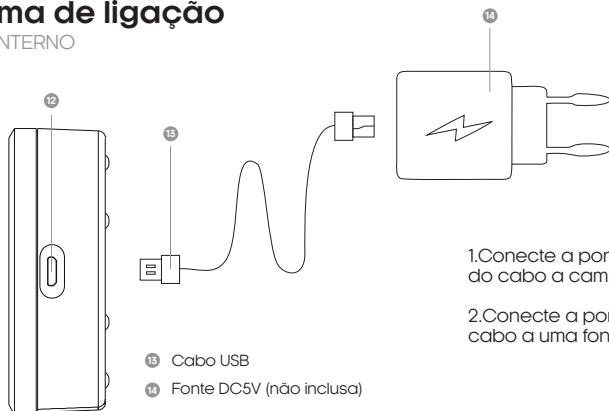 ma de ligação
NTERNO
14
12
13
1.Conecte a por
do cabo a cam
2.Conecte a por
cabo a uma fon
13 Cabo USB
14 Fonte DC5V (não inclusa)